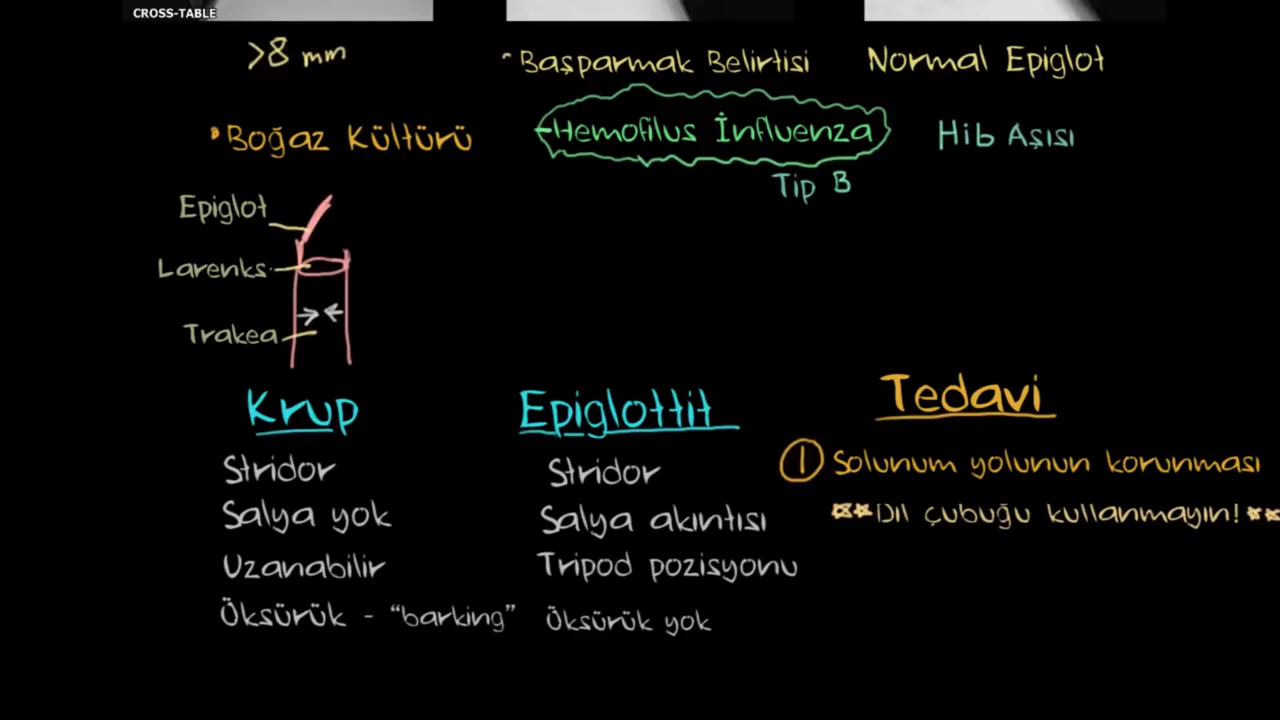 CROSS-TABLE
>8 mm
Başparmak Belirtisi
Normal Epiglot
Boğaz Kültürü
Hemofilus İnfluenza
Hib Aşısı
Tip B
Epiglot
Larenks
Trakea
Krup
Stridor
Salya yok
Uzanabilir
Öksürük - "barking"
Epiglottit
Stridor
Salya akıntısı
Tripod pozisyonu
Öksürük yok
Tedavi
1 Solunum yolunun korunması
**Dil çubuğu kullanmayın!**